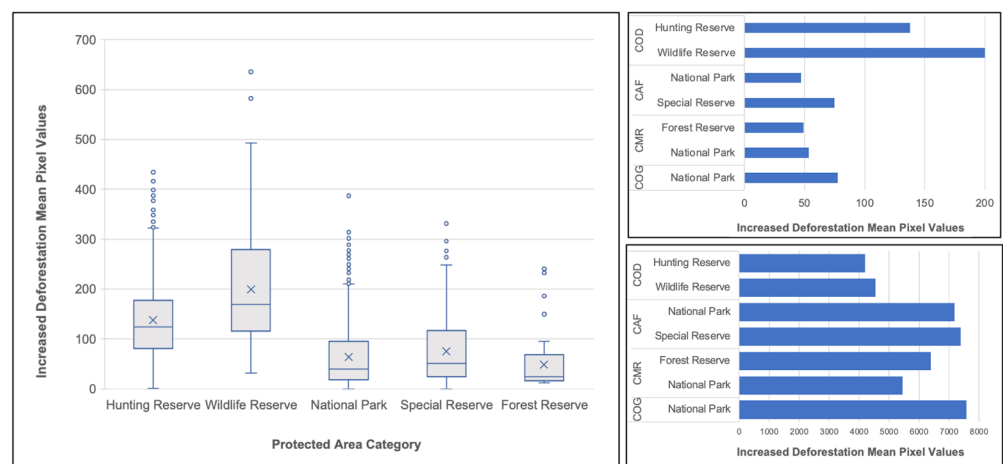 700
600
500
400
300
200
100
0
Increased Deforestation Mean Pixel Values
Hunting Reserve Wildlife Reserve National Park Special Reserve Forest Reserve
Protected Area Category
COD
Hunting Reserve
Wildlife Reserve
CAF
National Park
Special Reserve
CMR
Forest Reserve
National Park
COG
National Park
0 50 100 150 200
Increased Deforestation Mean Pixel Values
COD
Hunting Reserve
Wildlife Reserve
CAF
National Park
Special Reserve
CMR
Forest Reserve
National Park
COG
National Park
0 1000 2000 3000 4000 5000 6000 7000 8000
Increased Deforestation Mean Pixel Values